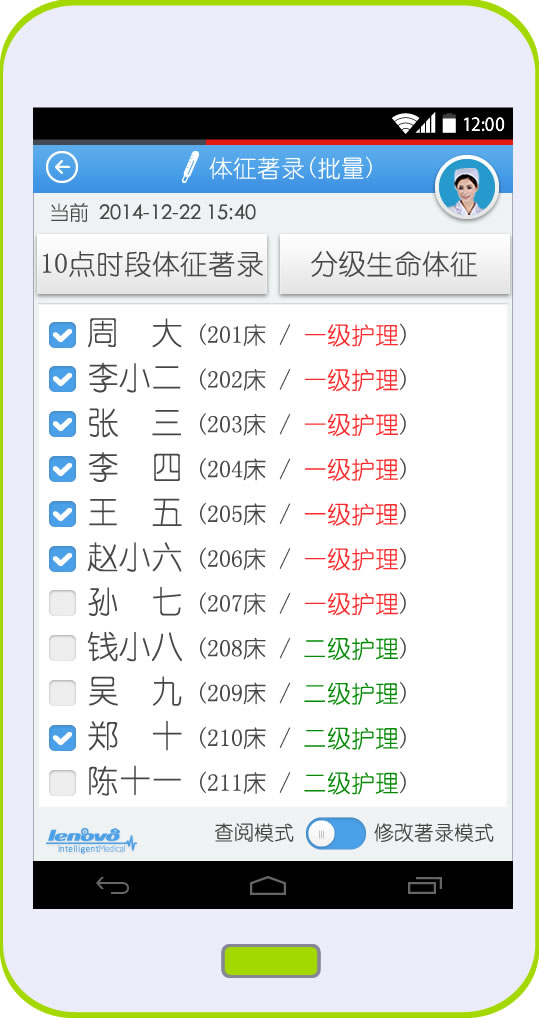 12:00
体征著录(批量)
当前 2014-12-22 15:40
10点时段体征著录 分级生命体征
周 大 (201床 / 一级护理)
李小二 (202床 / 一级护理)
张 三 (203床 / 一级护理)
李 四 (204床 / 一级护理)
王 五 (205床 / 一级护理)
赵小六 (206床 / 一级护理)
孙 七 (207床 / 一级护理)
钱小八 (208床 / 二级护理)
吴 九 (209床 / 二级护理)
郑 十 (210床 / 二级护理)
陈十一 (211床 / 二级护理)
lenovo 查阅模式 修改著录模式
IntelligentMedical